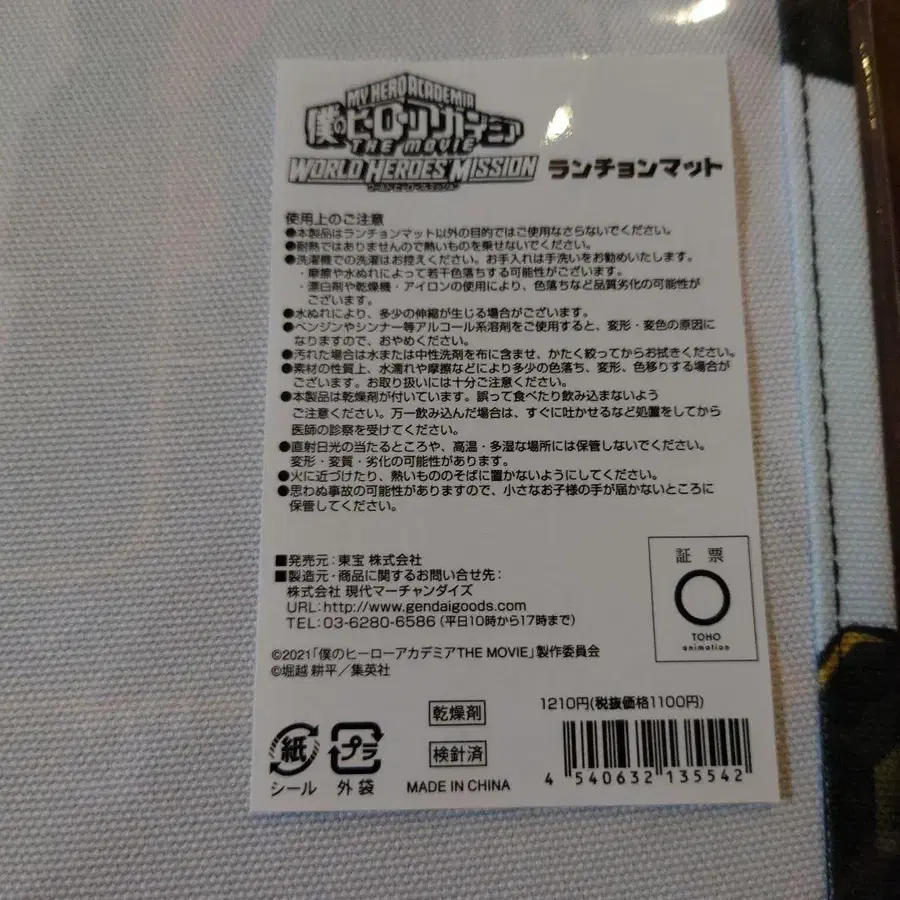 MY HERO ACADEMIA
僕のヒーローアカデミア
THE MOVIE
WORLD HEROES' MISSION
ワールド ヒーローズ ミッション
ランチョンマット
使用上のご注意
●本製品はランチョンマット以外の目的ではご使用なさらないでください。
●耐熱ではありませんので熱いものを乗せないでください。
●洗濯機での洗濯はお控えください。お手入れは手洗いをお勧めいたします。
・摩擦や水ぬれによって若干色落ちする可能性がございます。
・漂白剤や乾燥機・アイロンの使用により、色落ちなど品質劣化の可能性が
ございます。
●水ぬれにより、多少の伸縮が生じる場合がございます。
●ベンジンやシンナー等アルコール系溶剤をご使用すると、変形・変色の原因に
なりますので、おやめください。
●汚れた場合は水または中性洗剤を布に含ませ、かたく絞ってからお拭きください。
●素材の性質上、水濡れや摩擦などにより多少の色落ち、変形、色移りする場合が
ございます。お取り扱いには十分ご注意ください。
●本製品は乾燥剤が付いています。誤って食べたり飲み込まないよう
ご注意ください。万一飲み込んだ場合は、すぐに吐かせるなど処置をしてから
医師の診察を受けてください。
●直射日光の当たるところや、高温・多湿な場所には保管しないでください。
変形・変質・劣化の可能性があります。
●火に近づけたり、熱いもののそばに置かないようにしてください。
●思わぬ事故の可能性がありますので、小さなお子様の手が届かないところに
保管してください。
■発売元:東宝 株式会社
■製造元・商品に関するお問い合せ先:
株式会社 現代マーチャンダイズ
URL:http://www.gendaigoods.com
TEL:03-6280-6586(平日10時から17時まで)
証票
TOHO
animation
©2021「僕のヒーローアカデミアTHE MOVIE」製作委員会
©堀越耕平/集英社
紙
シール
プラ
外袋
乾燥剤
検針済
MADE IN CHINA
1210円(税抜価格1100円)
4 540632 135542